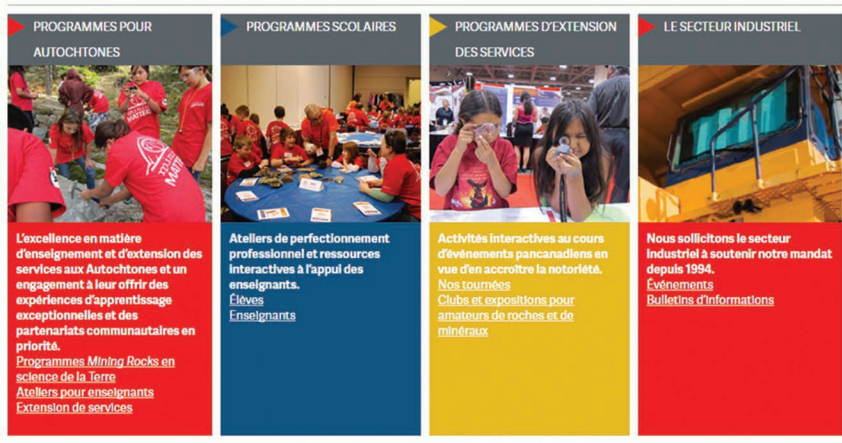 PROGRAMMES POUR
AUTOCHTONES
L'excellence en matière
d'enseignement et d'extension des
services aux Autochtones et un
engagement à leur offrir des
expériences d'apprentissage
exceptionnelles et des
partenariats communautaires en
priorité.
Programmes Mining Rocks en
science de la Terre
Ateliers pour enseignants
Extension de services
PROGRAMMES SCOLAIRES
Ateliers de perfectionnement
professionnel et ressources
interactives à l'appui des
enseignants.
Élèves
Enseignants
PROGRAMMES D'EXTENSION
DES SERVICES
Activités interactives au cours
d'événements pancanadiens en
vue d'en accroître la notoriété.
Nos tournées
Clubs et expositions pour
amateurs de roches et de
minéraux
LE SECTEUR INDUSTRIEL
Nous sollicitons le secteur
industriel à soutenir notre mandat
depuis 1994.
Événements
Bulletins d'informations